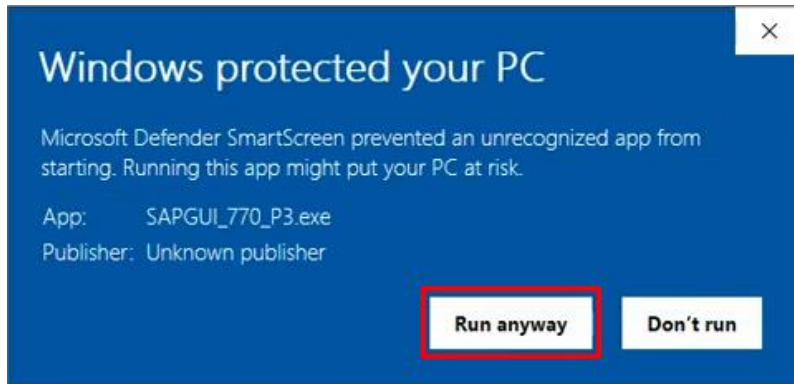 Windows protected your PC
Microsoft Defender SmartScreen prevented an unrecognized app from
starting. Running this app might put your PC at risk.
App: SAPGUI_770_P3.exe
Publisher: Unknown publisher
Run anyway Don't run